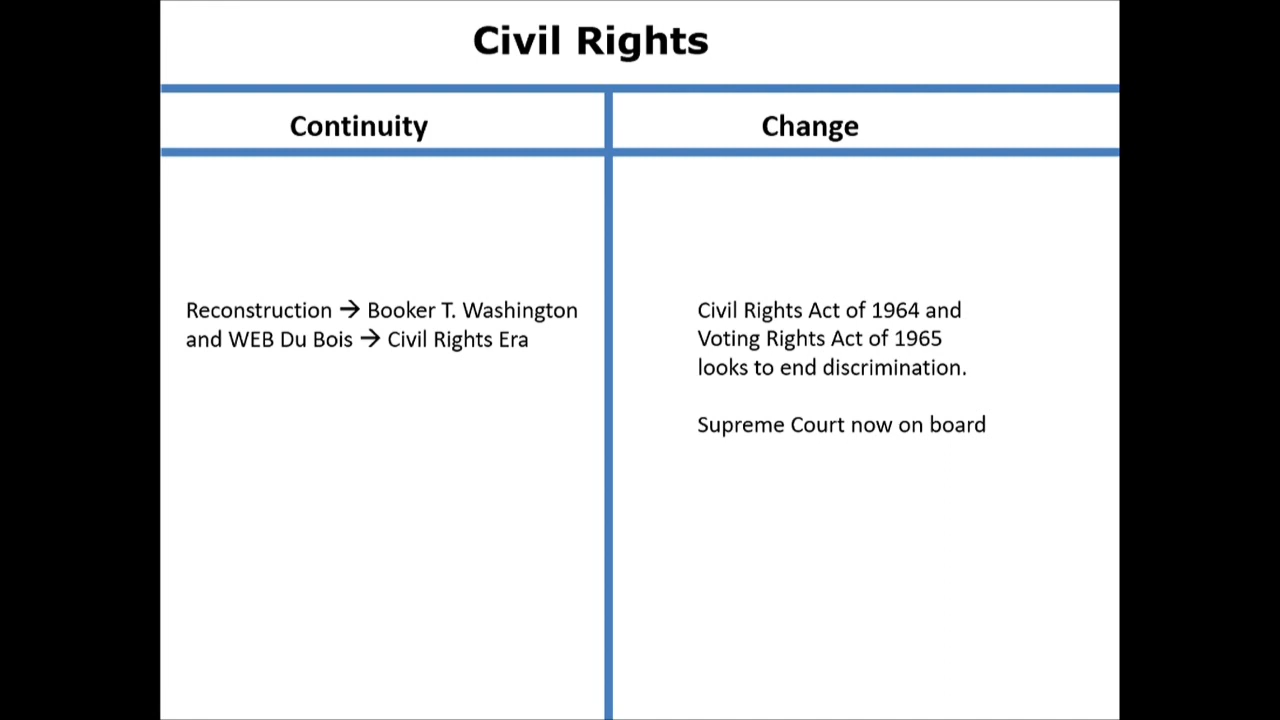 Civil Rights
Continuity
Change
Reconstruction → Booker T. Washington
and WEB Du Bois → Civil Rights Era
Civil Rights Act of 1964 and
Voting Rights Act of 1965
looks to end discrimination.
Supreme Court now on board